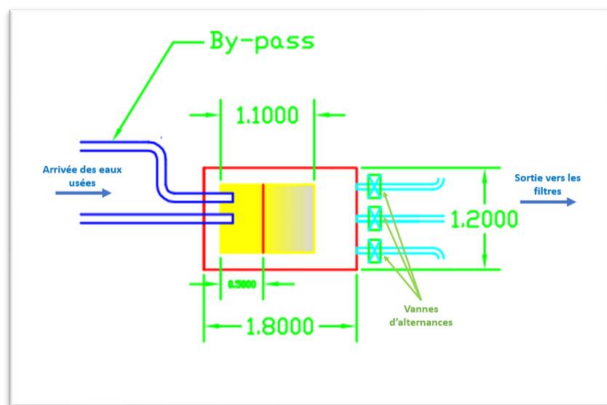 By-pass
1.1000
Arrivée des eaux
usées
Sortie vers les
filtres
1.2000
0.5000
Vannes
d'alternances
1.8000